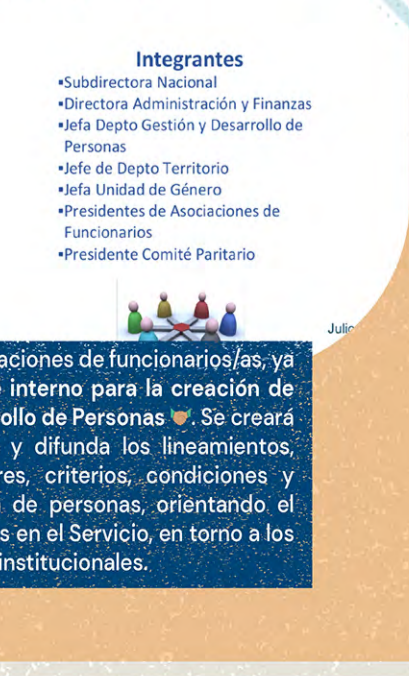 Integrantes
▪Subdirectora Nacional
▪Directora Administración y Finanzas
▪Jefa Depto Gestión y Desarrollo de
Personas
▪Jefe de Depto Territorio
▪Jefa Unidad de Género
▪Presidentes de Asociaciones de
Funcionarios
▪Presidente Comité Paritario
Julio
aciones de funcionarios/as, ya
interno para la creación de
ollo de Personas. Se creará
y difunda los lineamientos,
res, criterios, condiciones y
de personas, orientando el
s en el Servicio, en torno a los
institucionales.